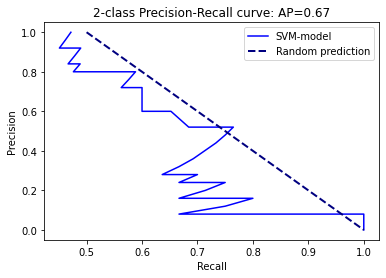 2-class Precision-Recall curve: AP=0.67
SVM-model
Random prediction
Precision
1.0
0.8
0.6
0.4
0.2
0.0
0.5
0.6
0.7
0.8
0.9
1.0
Recall